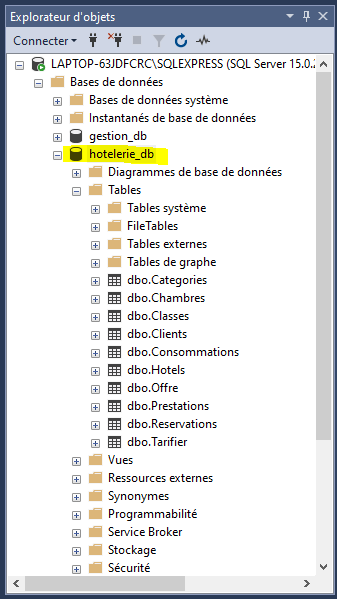 Explorateur d'objets
Connecter
LAPTOP-63JDFCRC\SQLEXPRESS (SQL Server 15.0.2
Bases de données
Bases de données système
Instantanés de base de données
gestion_db
hotelerie_db
Diagrammes de base de données
Tables
Tables système
FileTables
Tables externes
Tables de graphe
dbo.Categories
dbo.Chambres
dbo.Classes
dbo.Clients
dbo.Consommations
dbo.Hotels
dbo.Offre
dbo.Prestations
dbo.Reservations
dbo.Tarifier
Vues
Ressources externes
Synonymes
Programmabilité
Service Broker
Stockage
Sécurité